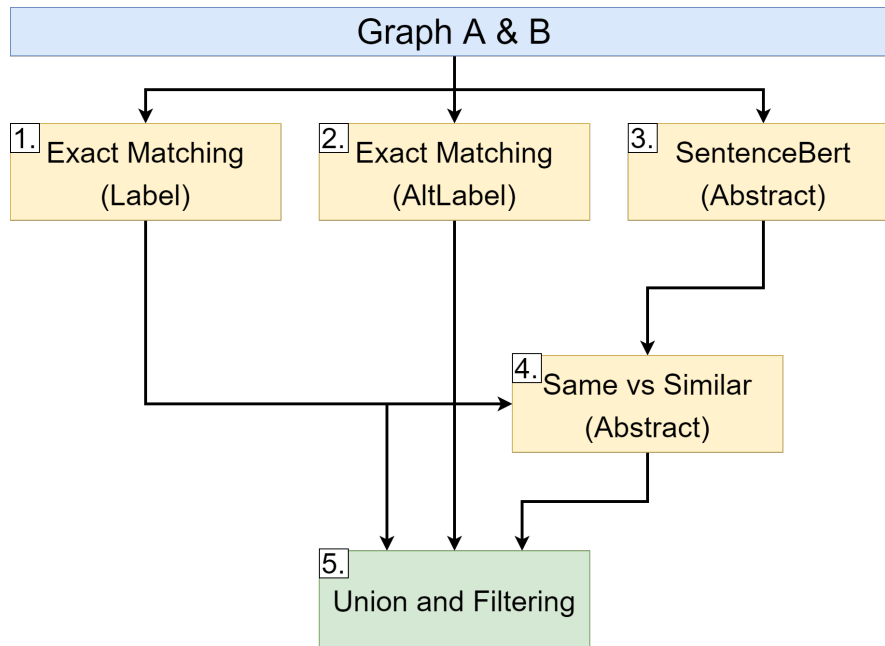 Graph A & B
1.
Exact Matching
(Label)
2.
Exact Matching
(AltLabel)
3.
SentenceBert
(Abstract)
4.
Same vs Similar
(Abstract)
5.
Union and Filtering